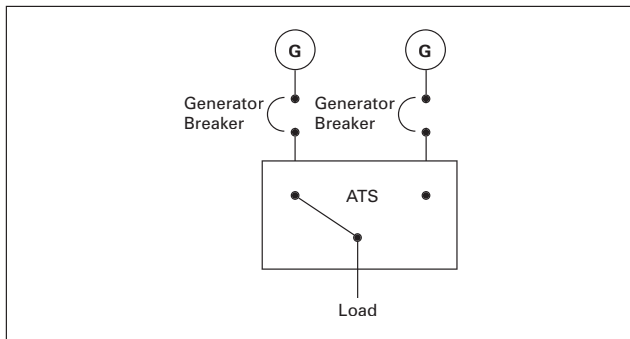 G
G
Generator
Breaker
Generator
Breaker
ATS
Load